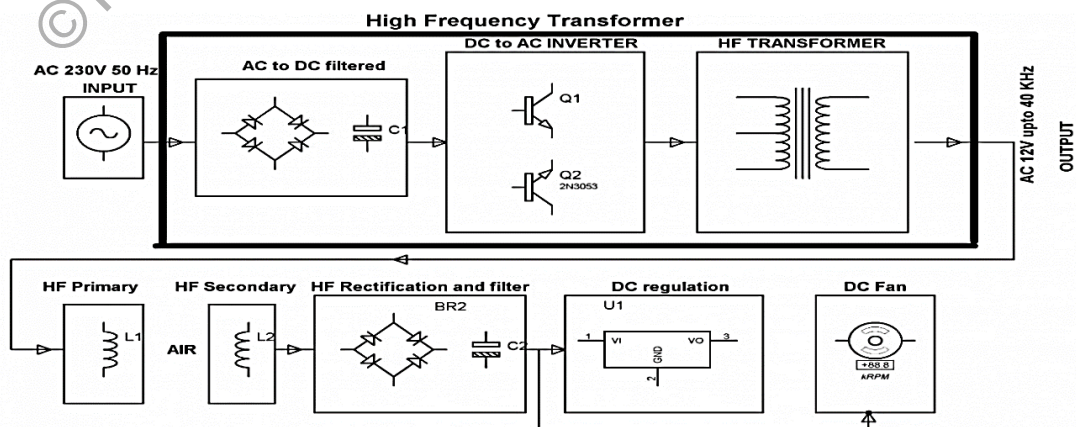 ©
High Frequency Transformer
DC to AC INVERTER
HF TRANSFORMER
AC to DC filtered
AC 230V 50 Hz
INPUT
C1
Q1
Q2
2N3053
AC 12V upto 40 KHz
OUTPUT
HF Primary
HF Secondary
HF Rectification and filter
DC regulation
DC Fan
L1
AIR
L2
BR2
C2
U1
1
VI
VO
3
GND
2
+88.8
kRPM